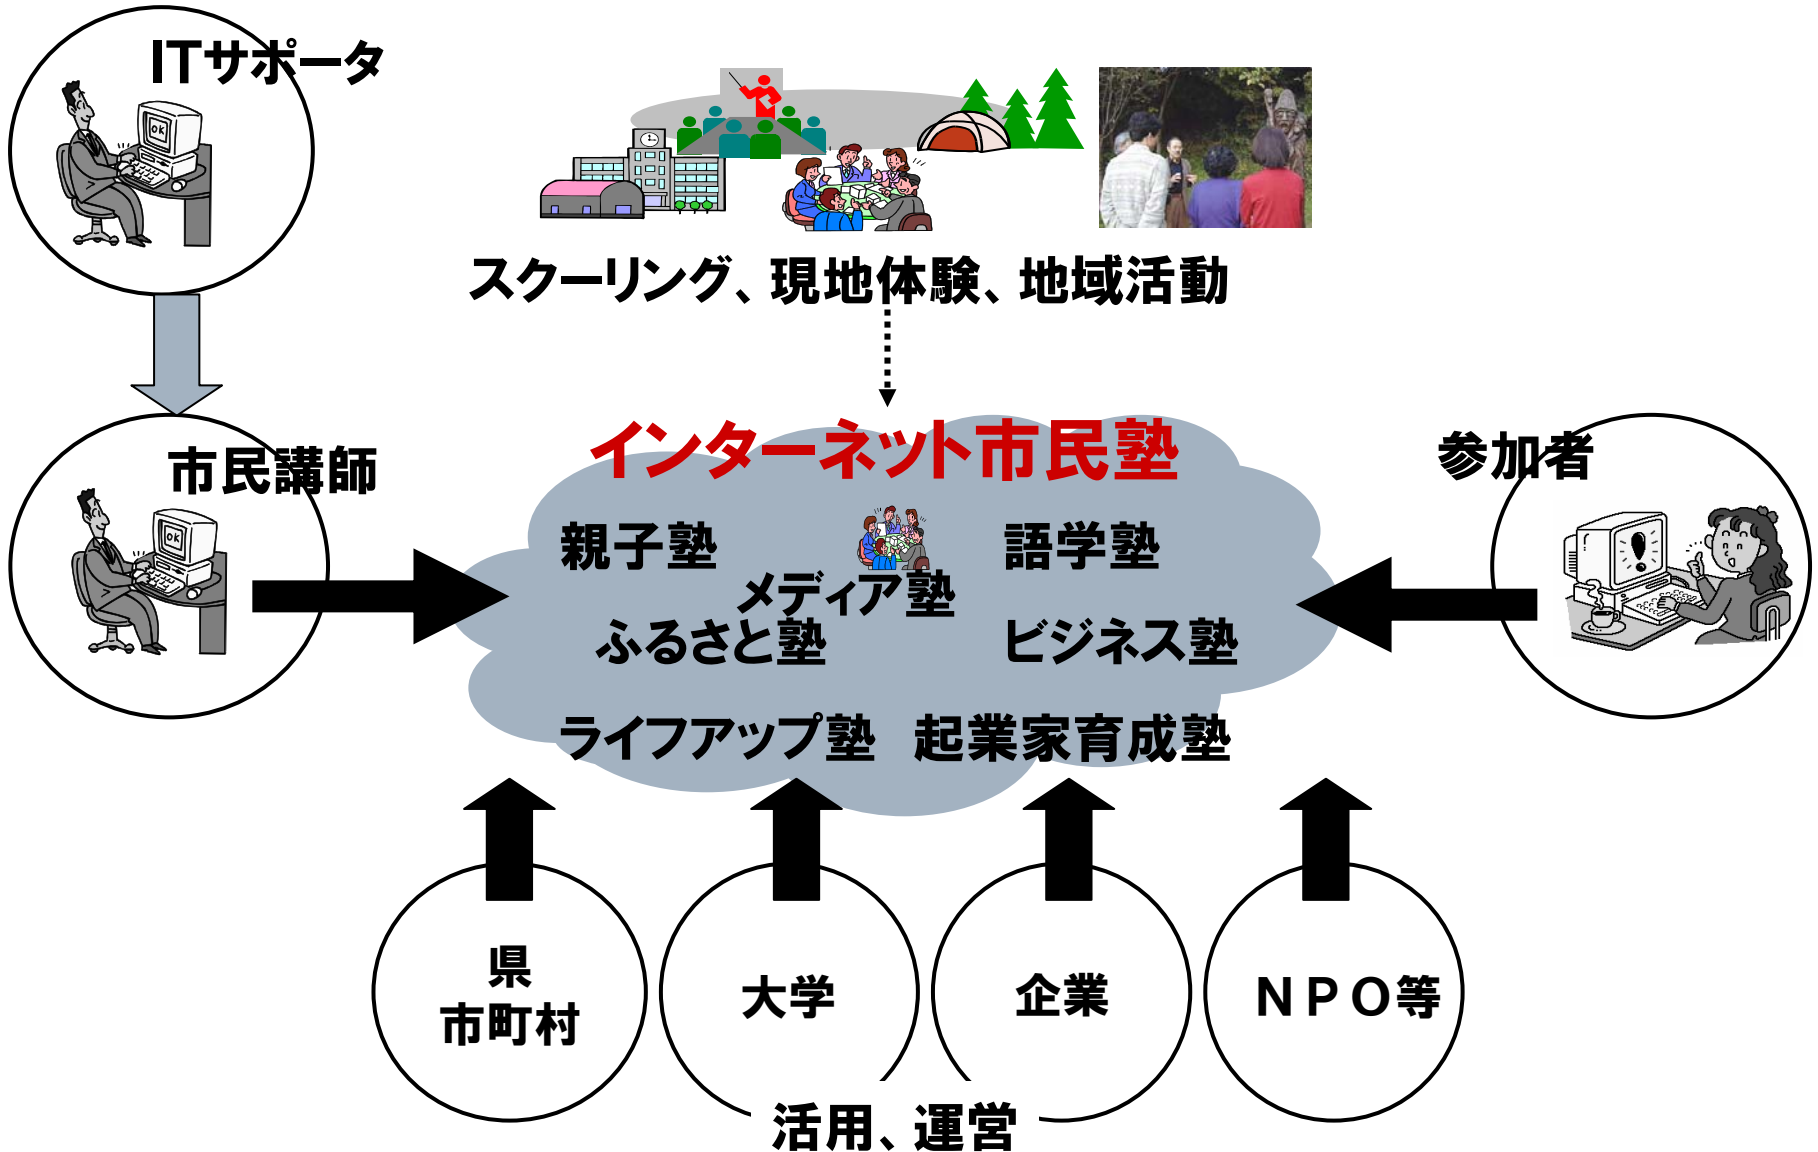 ITサポータ
スクーリング、現地体験、地域活動
インターネット市民塾
市民講師
参加者
親子塾
語学塾
メディア塾
ふるさと塾
ビジネス塾
ライフアップ塾
起業家育成塾
県
市町村
大学
企業
ＮＰＯ等
活用、運営
OK
OK